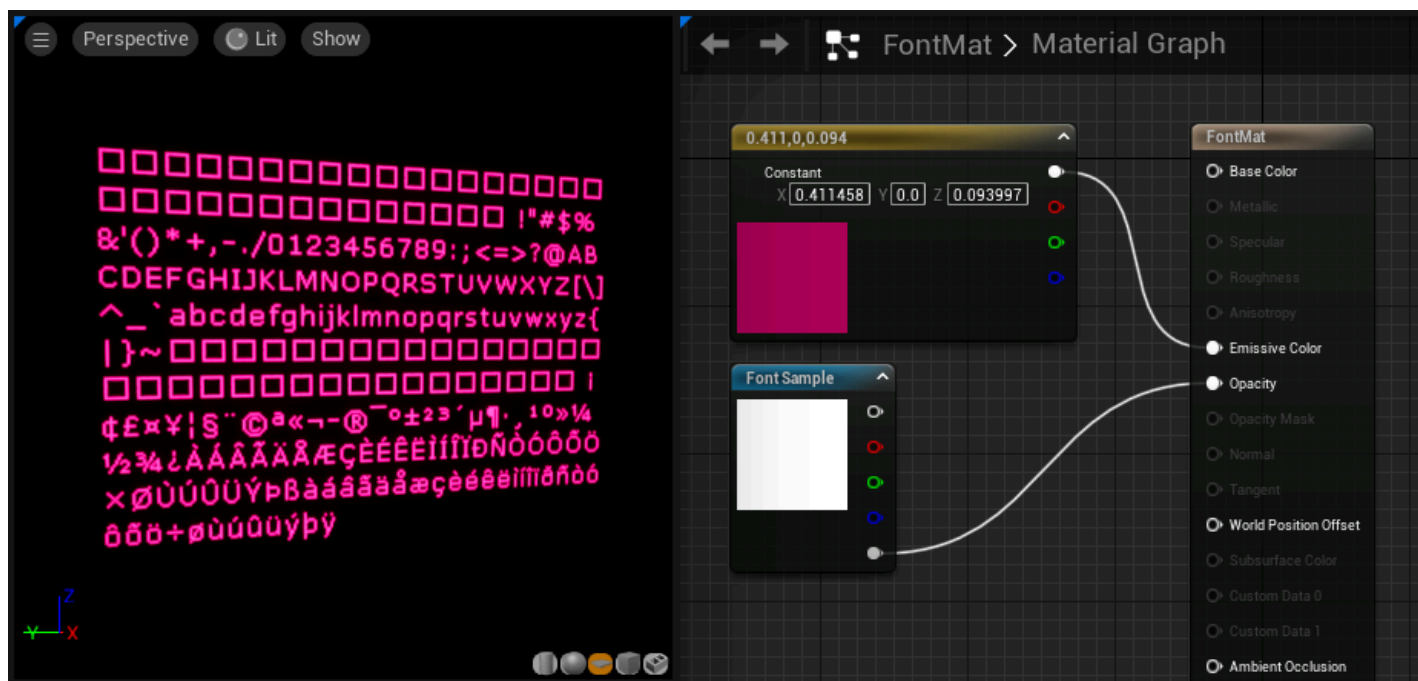 Perspective Lit Show
□□□□□□□□□□□□□□□□□□
□□□□□□□□□□□□□□ !"#$%
&'()*+,-./0123456789:;<=>?@AB
CDEFGHIJKLMNOPQRSTUVWXYZ[\]
^_`abcdefghijklmnopqrstuvwxyz{
|}~□□□□□□□□□□□□□□□
□□□□□□□□□□□□□□□□□ ¡
¢£¤¥¦§¨©ª«¬-®¯°±²³´µ¶·¸¹º»¼
½¾¿ÀÁÂÃÄÅÆÇÈÉÊËÌÍÎÏÐÑÒÓÔÕÖ
×ØÙÚÛÜÝÞßàáâãäåæçèéêëìíîïðñòó
ôõö÷øùúûüýþÿ
Z
Y X
FontMat > Material Graph
0.411,0,0.094
Constant
X 0.411458 Y 0.0 Z 0.093997
Font Sample
FontMat
Base Color
Metallic
Specular
Roughness
Anisotropy
Emissive Color
Opacity
Opacity Mask
Normal
Tangent
World Position Offset
Subsurface Color
Custom Data 0
Custom Data 1
Ambient Occlusion